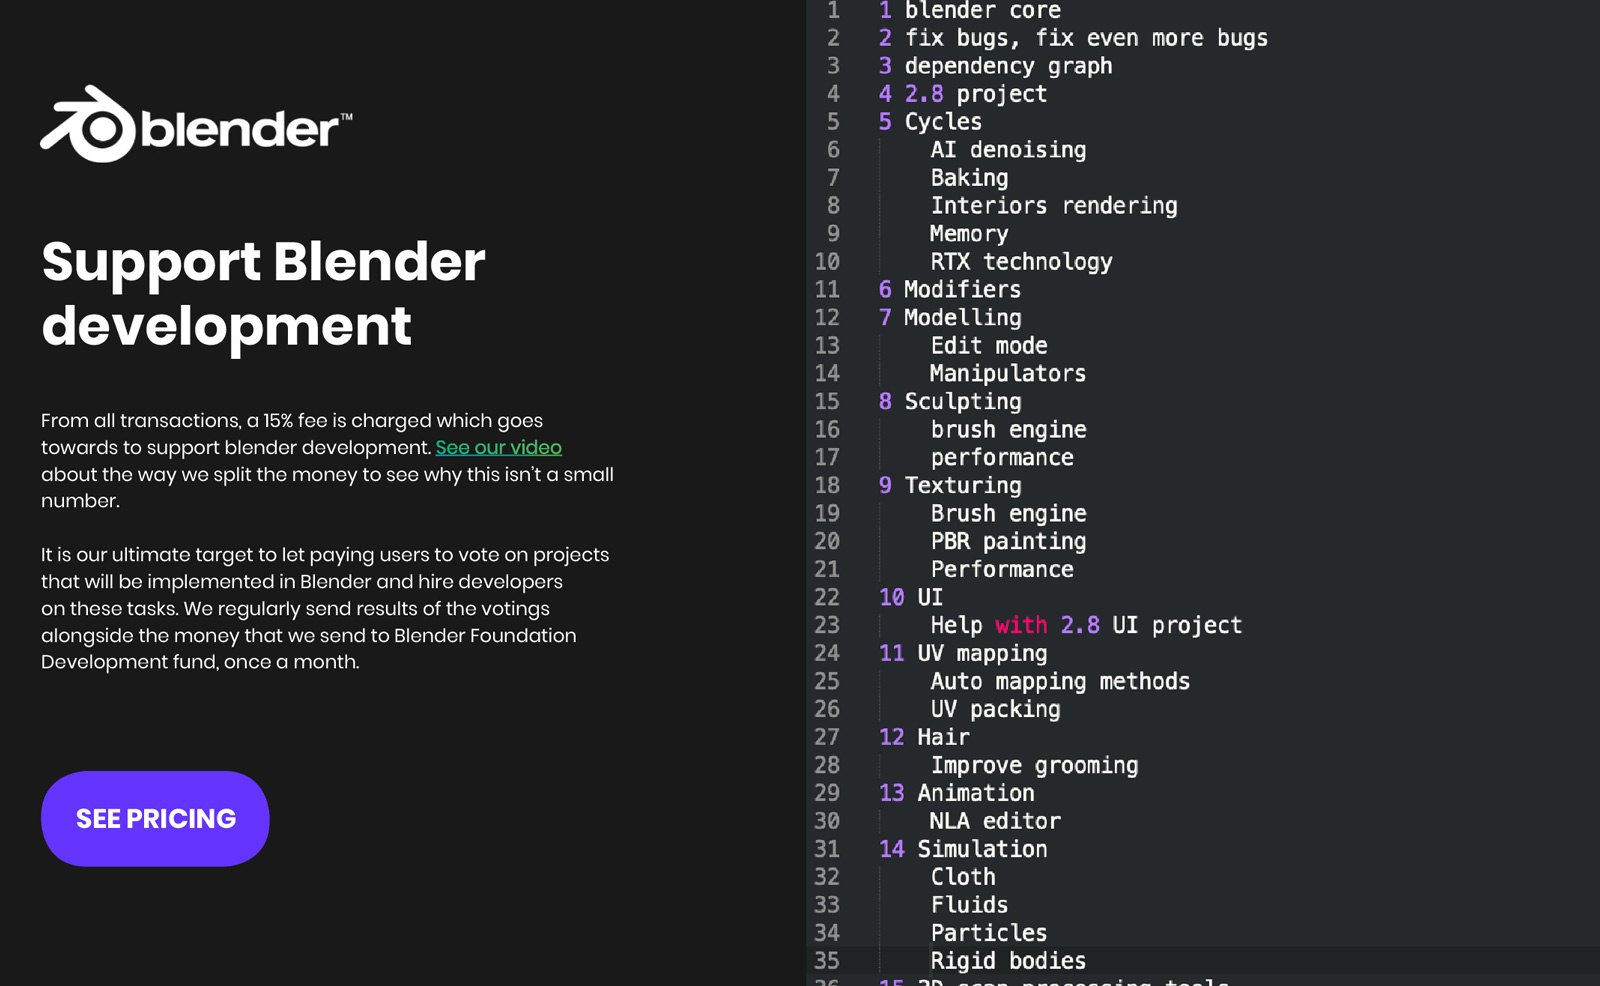 blender™
Support Blender
development
From all transactions, a 15% fee is charged which goes
towards to support blender development. See our video
about the way we split the money to see why this isn’t a small
number.
It is our ultimate target to let paying users to vote on projects
that will be implemented in Blender and hire developers
on these tasks. We regularly send results of the votings
alongside the money that we send to Blender Foundation
Development fund, once a month.
SEE PRICING
1 1 blender core
2 2 fix bugs, fix even more bugs
3 3 dependency graph
4 4 2.8 project
5 5 Cycles
6 AI denoising
7 Baking
8 Interiors rendering
9 Memory
10 RTX technology
11 6 Modifiers
12 7 Modelling
13 Edit mode
14 Manipulators
15 8 Sculpting
16 brush engine
17 performance
18 9 Texturing
19 Brush engine
20 PBR painting
21 Performance
22 10 UI
23 Help with 2.8 UI project
24 11 UV mapping
25 Auto mapping methods
26 UV packing
27 12 Hair
28 Improve grooming
29 13 Animation
30 NLA editor
31 14 Simulation
32 Cloth
33 Fluids
34 Particles
35 Rigid bodies
36 15 3D scan processing tools